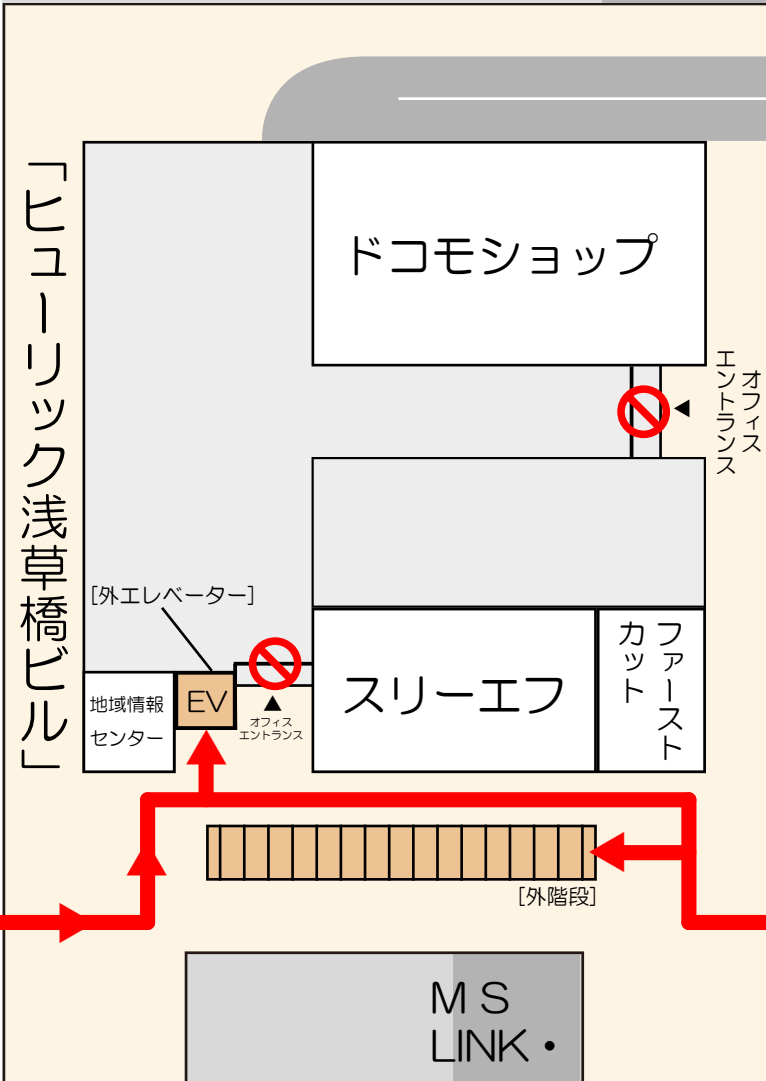 「ヒューリック浅草橋ビル」
ドコモショップ
オフィス
エントランス
[外エレベーター]
地域情報
センター
EV
オフィス
エントランス
スリーエフ
ファースト
カット
[外階段]
MS
LINK・